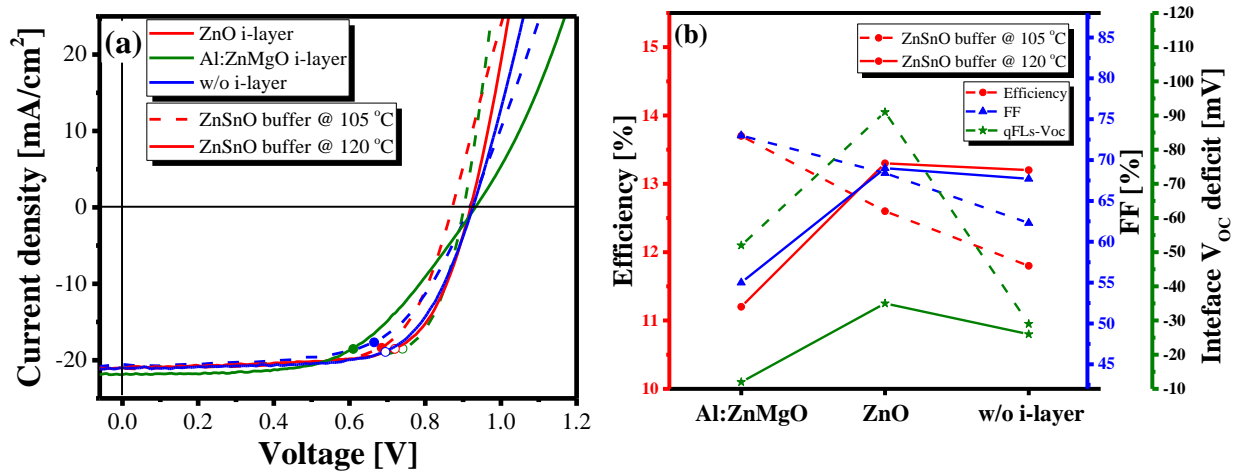 (a)
ZnO i-layer
Al:ZnMgO i-layer
w/o i-layer
ZnSnO buffer @ 105 °C
ZnSnO buffer @ 120 °C
Current density [mA/cm²]
20
10
0
-10
-20
0.0 0.2 0.4 0.6 0.8 1.0 1.2
Voltage [V]
(b)
ZnSnO buffer @ 105 °C
ZnSnO buffer @ 120 °C
Efficiency
FF
qFLs-Voc
Efficiency [%]
15
14
13
12
11
10
Al:ZnMgO ZnO w/o i-layer
FF [%]
85
80
75
70
65
60
55
50
45
Inteface VOC deficit [mV]
-120
-110
-100
-90
-80
-70
-60
-50
-40
-30
-20
-10